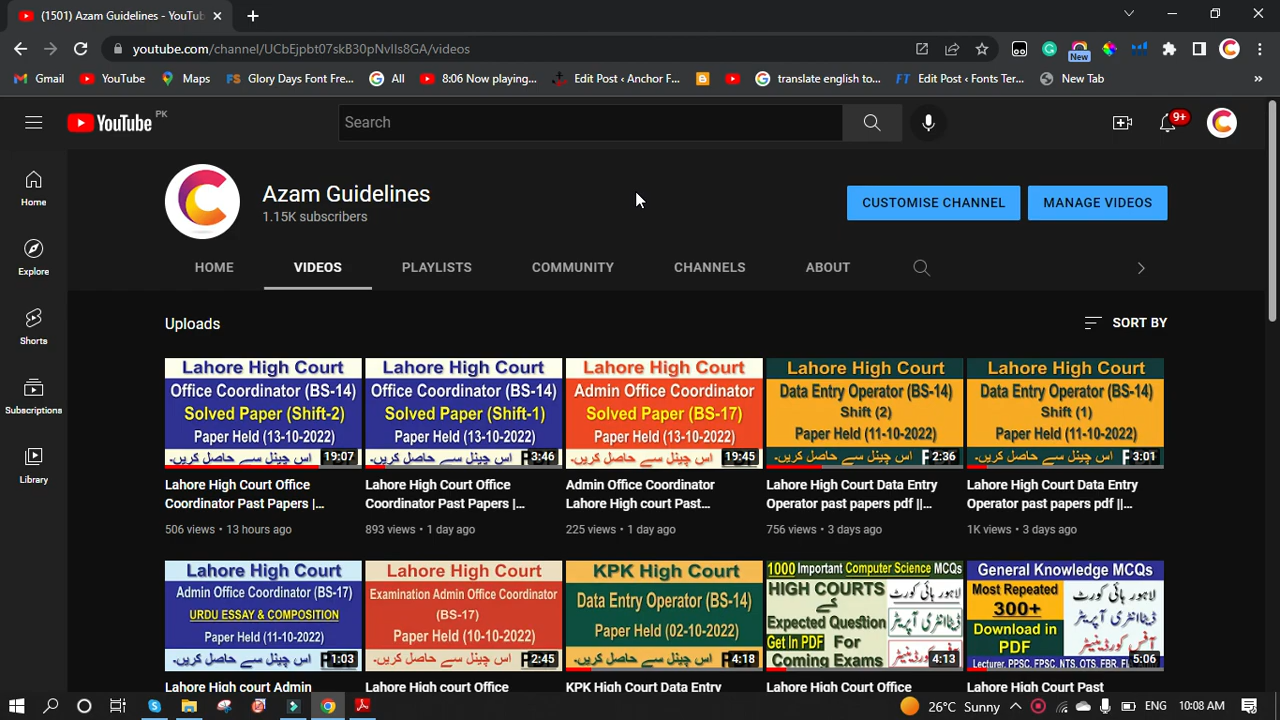 (1501) Azam Guidelines - YouTub
youtube.com/channel/UCbEjpbt07skB30pNvIIs8GA/videos
New
Gmail YouTube Maps Glory Days Font Fre... All 8:06 Now playing... Edit Post ‹ Anchor F... translate english to... Edit Post ‹ Fonts Ter... New Tab »
YouTube PK
Search
9+
Home
Explore
Shorts
Subscriptions
Library
Azam Guidelines
1.15K subscribers
CUSTOMISE CHANNEL MANAGE VIDEOS
HOME VIDEOS PLAYLISTS COMMUNITY CHANNELS ABOUT
Uploads
SORT BY
Lahore High Court
Office Coordinator (BS-14)
Solved Paper (Shift-2)
Paper Held (13-10-2022)
اس چینل سے حاصل کریں۔
19:07
Lahore High Court Office
Coordinator Past Papers |...
506 views • 13 hours ago
Lahore High Court
Office Coordinator (BS-14)
Solved Paper (Shift-1)
Paper Held (13-10-2022)
اس چینل سے حاصل کریں۔
3:46
Lahore High Court Office
Coordinator Past Papers |...
893 views • 1 day ago
Lahore High Court
Admin Office Coordinator
Solved Paper (BS-17)
Paper Held (13-10-2022)
اس چینل سے حاصل کریں۔
19:45
Admin Office Coordinator
Lahore High court Past...
225 views • 1 day ago
Lahore High Court
Data Entry Operator (BS-14)
Shift (2)
Paper Held (11-10-2022)
اس چینل سے حاصل کریں۔
2:36
Lahore High Court Data Entry
Operator past papers pdf ||...
756 views • 3 days ago
Lahore High Court
Data Entry Operator (BS-14)
Shift (1)
Paper Held (11-10-2022)
اس چینل سے حاصل کریں۔
3:01
Lahore High Court Data Entry
Operator past papers pdf ||...
1K views • 3 days ago
Lahore High Court
Admin Office Coordinator (BS-17)
URDU ESSAY & COMPOSITION
Paper Held (11-10-2022)
اس چینل سے حاصل کریں۔
1:03
Lahore High court Admin
Lahore High Court
Examination Admin Office Coordinator
(BS-17)
Paper Held (10-10-2022)
اس چینل سے حاصل کریں۔
2:45
Lahore High court Office
KPK High Court
Data Entry Operator (BS-14)
Paper Held (02-10-2022)
اس چینل سے حاصل کریں۔
4:18
KPK High Court Data Entry
1000 Important Computer Science MCQs
HIGH COURTS
کے
Expected Question
Get in PDF For
Coming Exams
لاہور ہائی کورٹ
ڈیٹا انٹری آپریٹر
4:13
Lahore High Court Office
General Knowledge MCQs
Most Repeated
300+
Download in
PDF
لاہور ہائی کورٹ
ڈیٹا انٹری آپریٹر
آفس کورڈینیٹر
Lecturer, PPSC, FPSC, NTS, OTS, FBR,
5:06
Lahore High Court Past
26°C Sunny ENG 10:08 AM